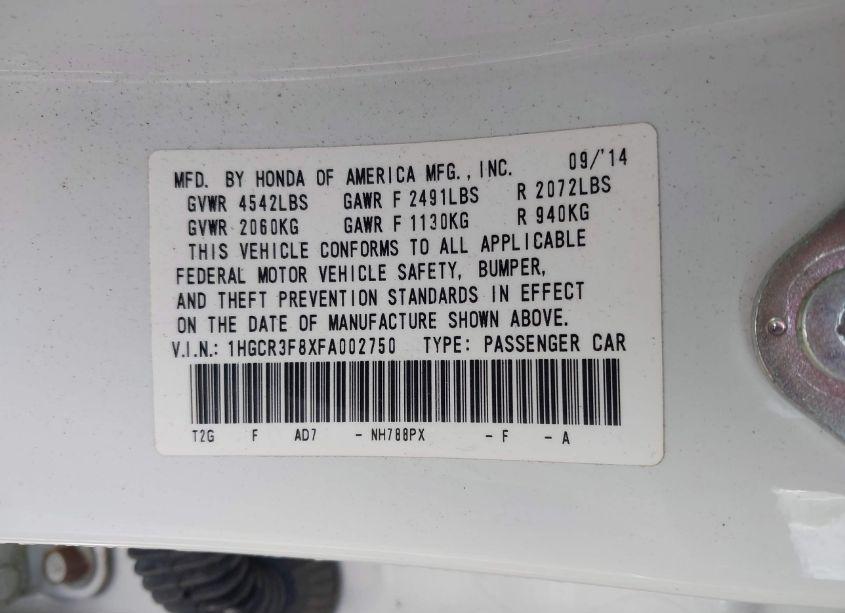 MFD. BY HONDA OF AMERICA MFG., INC. 09/'14
GVWR 4542LBS GAWR F 2491LBS R 2072LBS
GVWR 2060KG GAWR F 1130KG R 940KG
THIS VEHICLE CONFORMS TO ALL APPLICABLE
FEDERAL MOTOR VEHICLE SAFETY, BUMPER,
AND THEFT PREVENTION STANDARDS IN EFFECT
ON THE DATE OF MANUFACTURE SHOWN ABOVE.
V.I.N.: 1HGCR3F8XFA002750 TYPE: PASSENGER CAR
T2G F AD7 - NH788PX - F - A